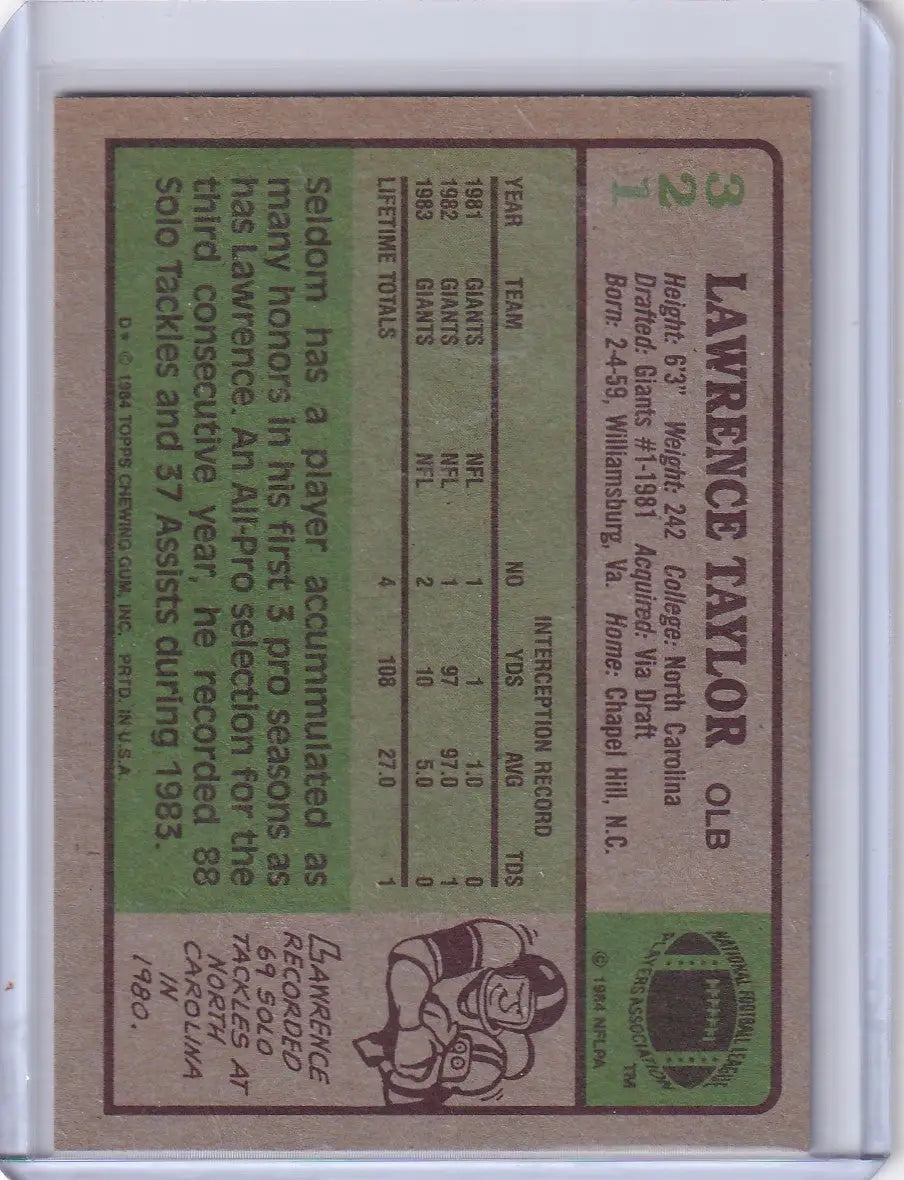 321
LAWRENCE TAYLOR OLB
Height: 6'3" Weight: 242 College: North Carolina
Drafted: Giants #1-1981 Acquired: Via Draft
Born: 2-4-59, Williamsburg, Va. Home: Chapel Hill, N.C.
NATIONAL FOOTBALL LEAGUE
PLAYERS ASSOCIATION
TM
© 1984 NFLPA
INTERCEPTION RECORD
YEAR TEAM NO YDS AVG TDS
1981 GIANTS NFL 1 1 1.0 0
1982 GIANTS NFL 1 97 97.0 1
1983 GIANTS NFL 2 10 5.0 0
LIFETIME TOTALS 4 108 27.0 1
Seldom has a player accummulated as
many honors in his first 3 pro seasons as
has Lawrence. An All-Pro selection for the
third consecutive year, he recorded 88
Solo Tackles and 37 Assists during 1983.
D* © 1984 TOPPS CHEWING GUM, INC. PRTD. IN U.S.A.
LAWRENCE
RECORDED
69 SOLO
TACKLES AT
NORTH
CAROLINA
IN
1980.